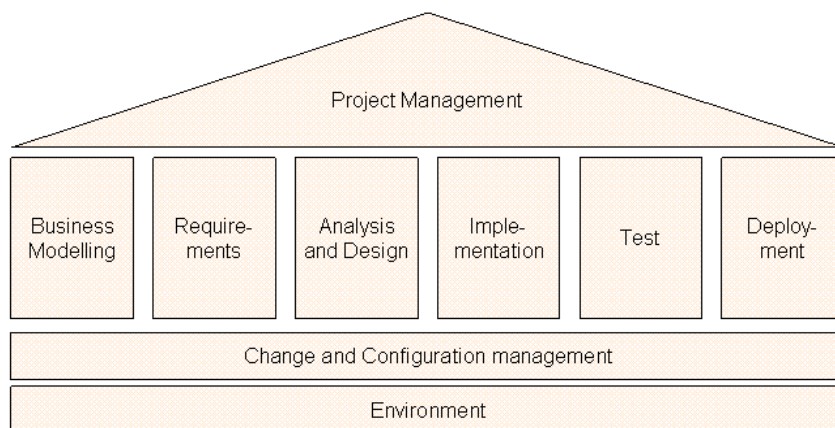 Project Management
Business
Modelling
Require-
ments
Analysis
and Design
Imple-
mentation
Test
Deploy-
ment
Change and Configuration management
Environment